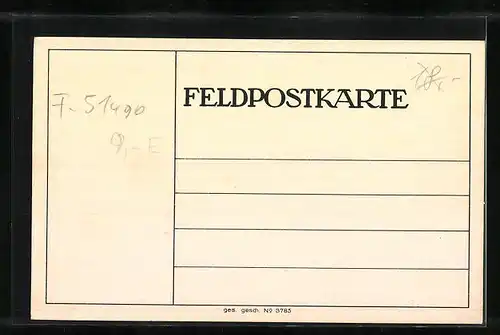 FELDPOSTKARTE
F-51490
9,- E
ges. gesch. No 3785